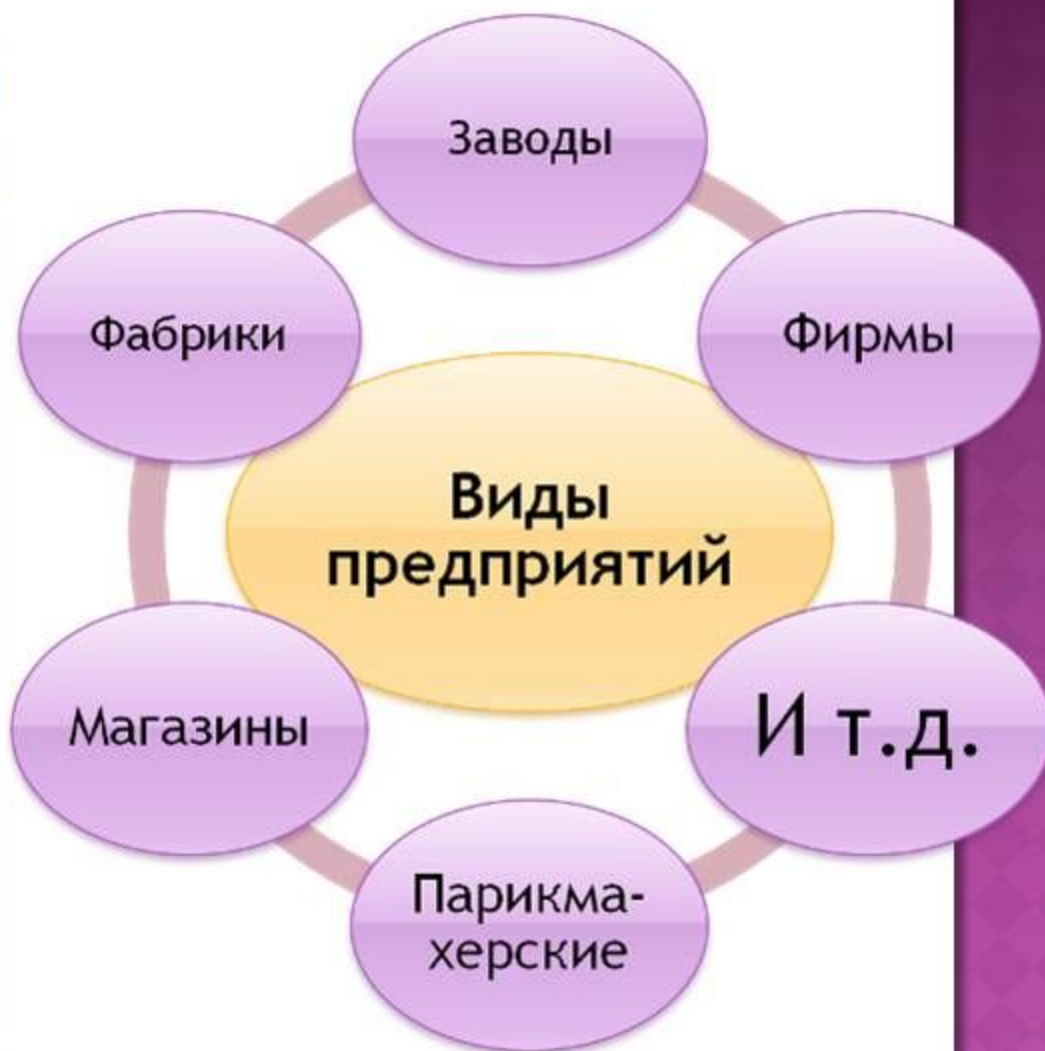 Заводы
Фабрики
Фирмы
Виды
предприятий
Магазины
И т.д.
Парикма-
херские